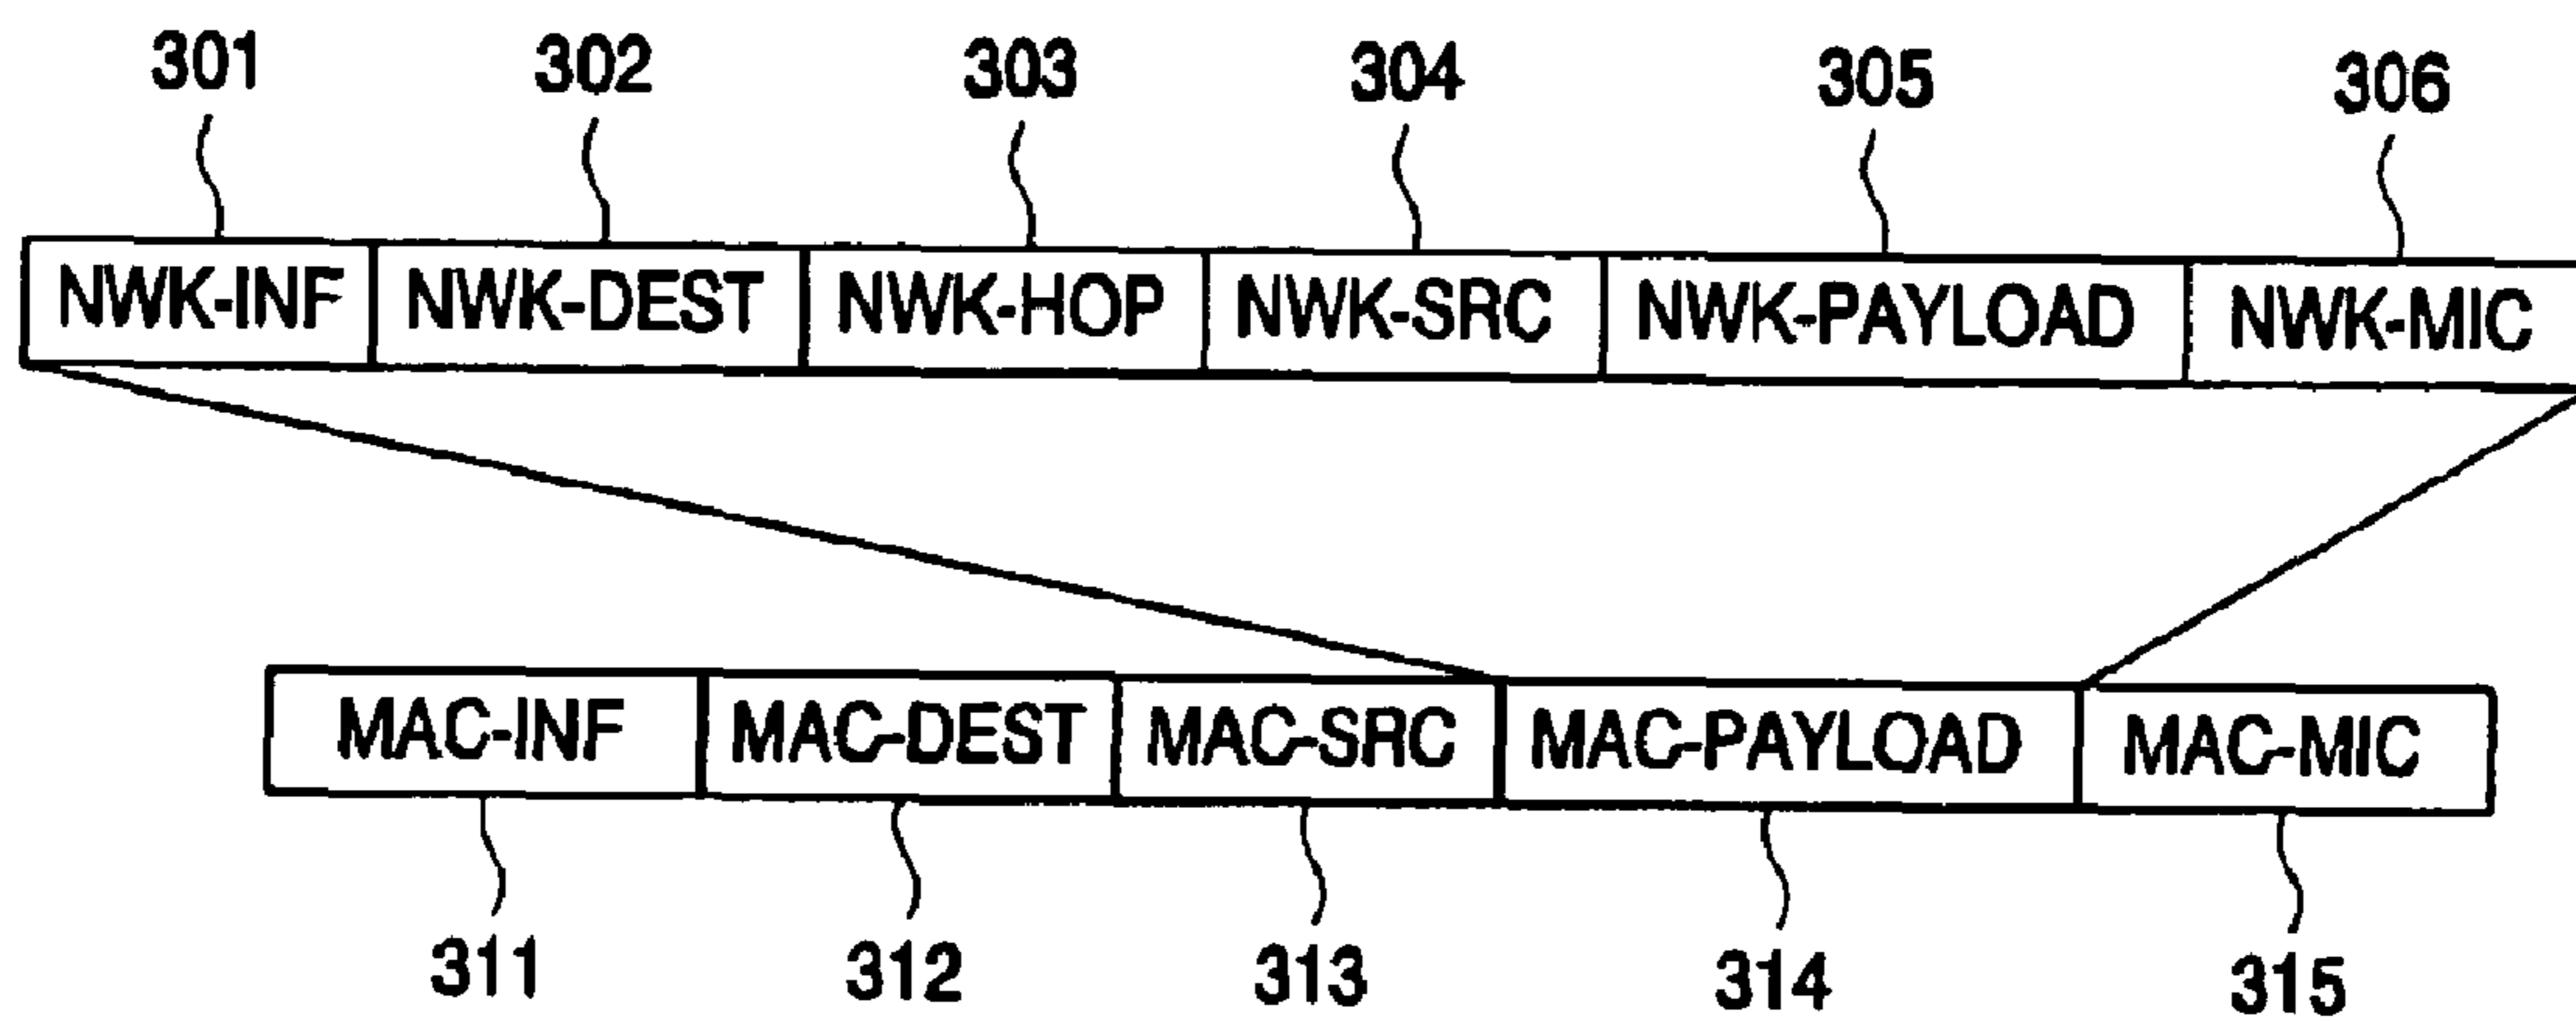 301 302 303 304 305 306
NWK-INF NWK-DEST NWK-HOP NWK-SRC NWK-PAYLOAD NWK-MIC
MAC-INF MAC-DEST MAC-SRC MAC-PAYLOAD MAC-MIC
311 312 313 314 315